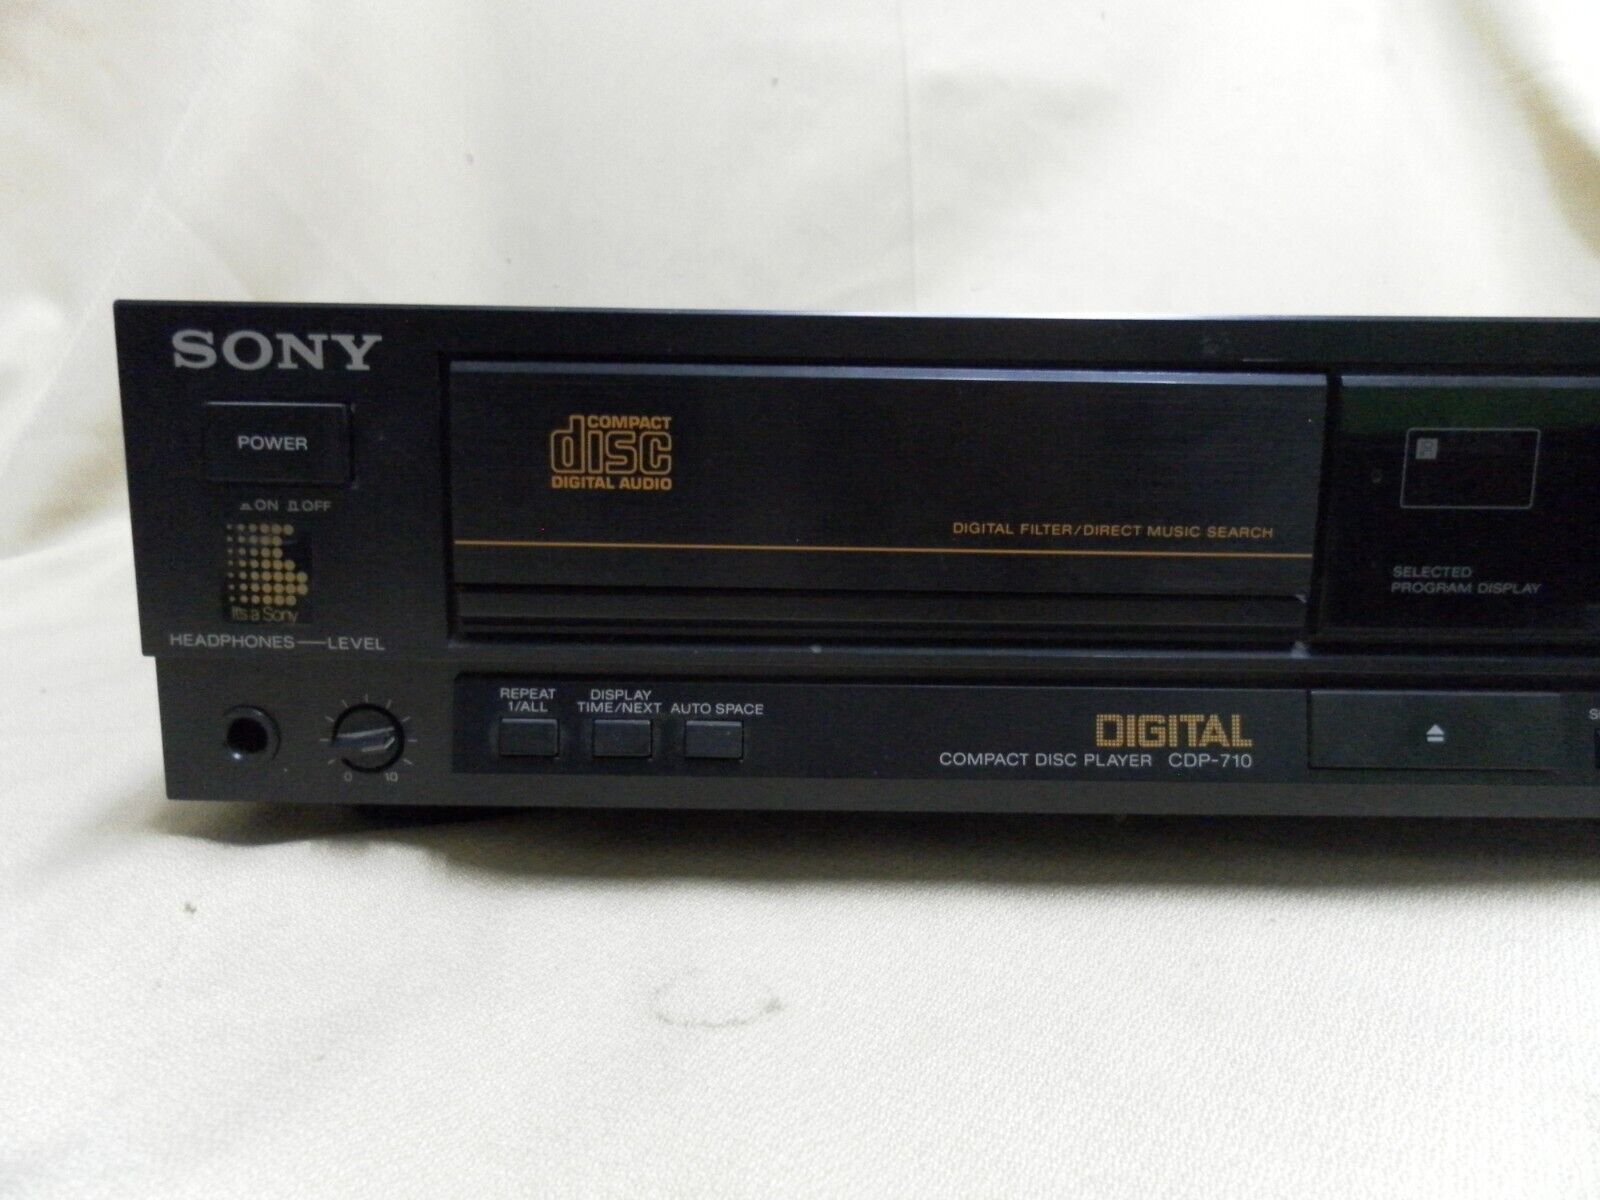 SONY
POWER
ON OFF
It's a Sony
HEADPHONES LEVEL
0 10
COMPACT
disc
DIGITAL AUDIO
DIGITAL FILTER/DIRECT MUSIC SEARCH
SELECTED
PROGRAM DISPLAY
REPEAT
1/ALL
DISPLAY
TIME/NEXT
AUTO SPACE
DIGITAL
COMPACT DISC PLAYER CDP-710